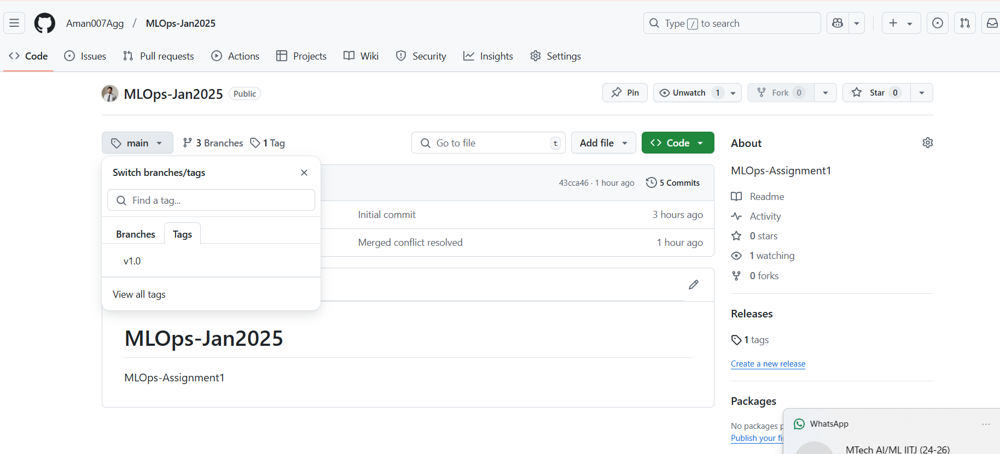 Aman007Agg / MLOps-Jan2025
Type / to search
Code Issues Pull requests Actions Projects Wiki Security Insights Settings
MLOps-Jan2025 Public
Pin Unwatch 1 Fork 0 Star 0
main 3 Branches 1 Tag
Go to file t
Add file Code
Switch branches/tags
Find a tag...
Branches Tags
v1.0
View all tags
43cca46 · 1 hour ago 5 Commits
Initial commit 3 hours ago
Merged conflict resolved 1 hour ago
MLOps-Jan2025
MLOps-Assignment1
About
MLOps-Assignment1
Readme
Activity
0 stars
1 watching
0 forks
Releases
1 tags
Create a new release
Packages
No packages
Publish your
WhatsApp
MTech AI/ML IITJ (24-26)